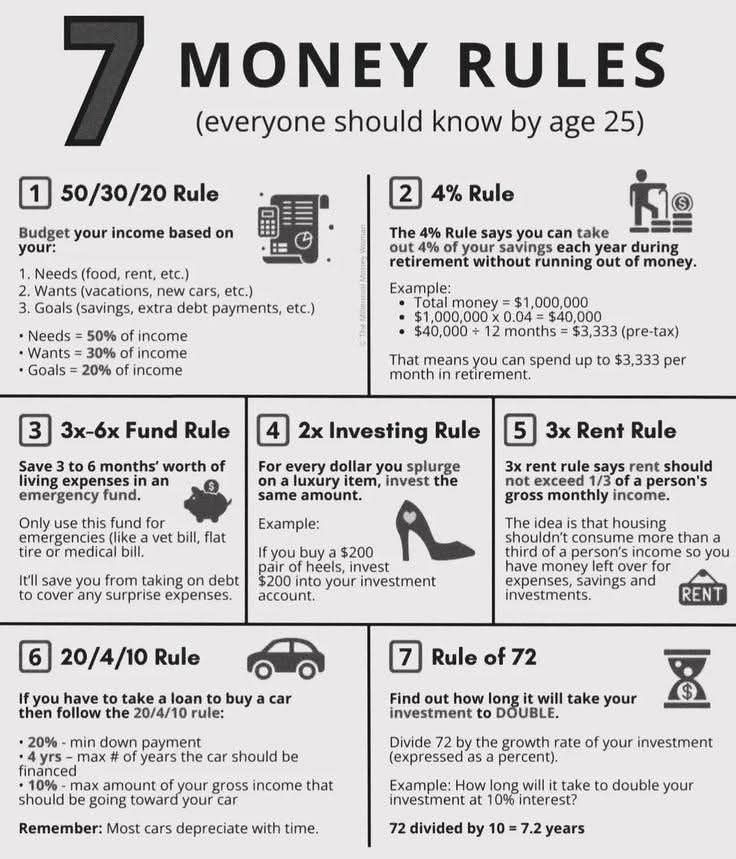 7 MONEY RULES
(everyone should know by age 25)
1 50/30/20 Rule
Budget your income based on
your:
1. Needs (food, rent, etc.)
2. Wants (vacations, new cars, etc.)
3. Goals (savings, extra debt payments, etc.)
• Needs = 50% of income
• Wants = 30% of income
• Goals = 20% of income
© The Millennial Money Woman
2 4% Rule
The 4% Rule says you can take
out 4% of your savings each year during
retirement without running out of money.
Example:
• Total money = $1,000,000
• $1,000,000 x 0.04 = $40,000
• $40,000 ÷ 12 months = $3,333 (pre-tax)
That means you can spend up to $3,333 per
month in retirement.
3 3x-6x Fund Rule
Save 3 to 6 months’ worth of
living expenses in an
emergency fund.
Only use this fund for
emergencies (like a vet bill, flat
tire or medical bill.
It’ll save you from taking on debt
to cover any surprise expenses.
4 2x Investing Rule
For every dollar you splurge
on a luxury item, invest the
same amount.
Example:
If you buy a $200
pair of heels, invest
$200 into your investment
account.
5 3x Rent Rule
3x rent rule says rent should
not exceed 1/3 of a person's
gross monthly income.
The idea is that housing
shouldn’t consume more than a
third of a person’s income so you
have money left over for
expenses, savings and
investments.
RENT
6 20/4/10 Rule
If you have to take a loan to buy a car
then follow the 20/4/10 rule:
• 20% - min down payment
• 4 yrs – max # of years the car should be
financed
• 10% - max amount of your gross income that
should be going toward your car
Remember: Most cars depreciate with time.
7 Rule of 72
Find out how long it will take your
investment to DOUBLE.
Divide 72 by the growth rate of your investment
(expressed as a percent).
Example: How long will it take to double your
investment at 10% interest?
72 divided by 10 = 7.2 years